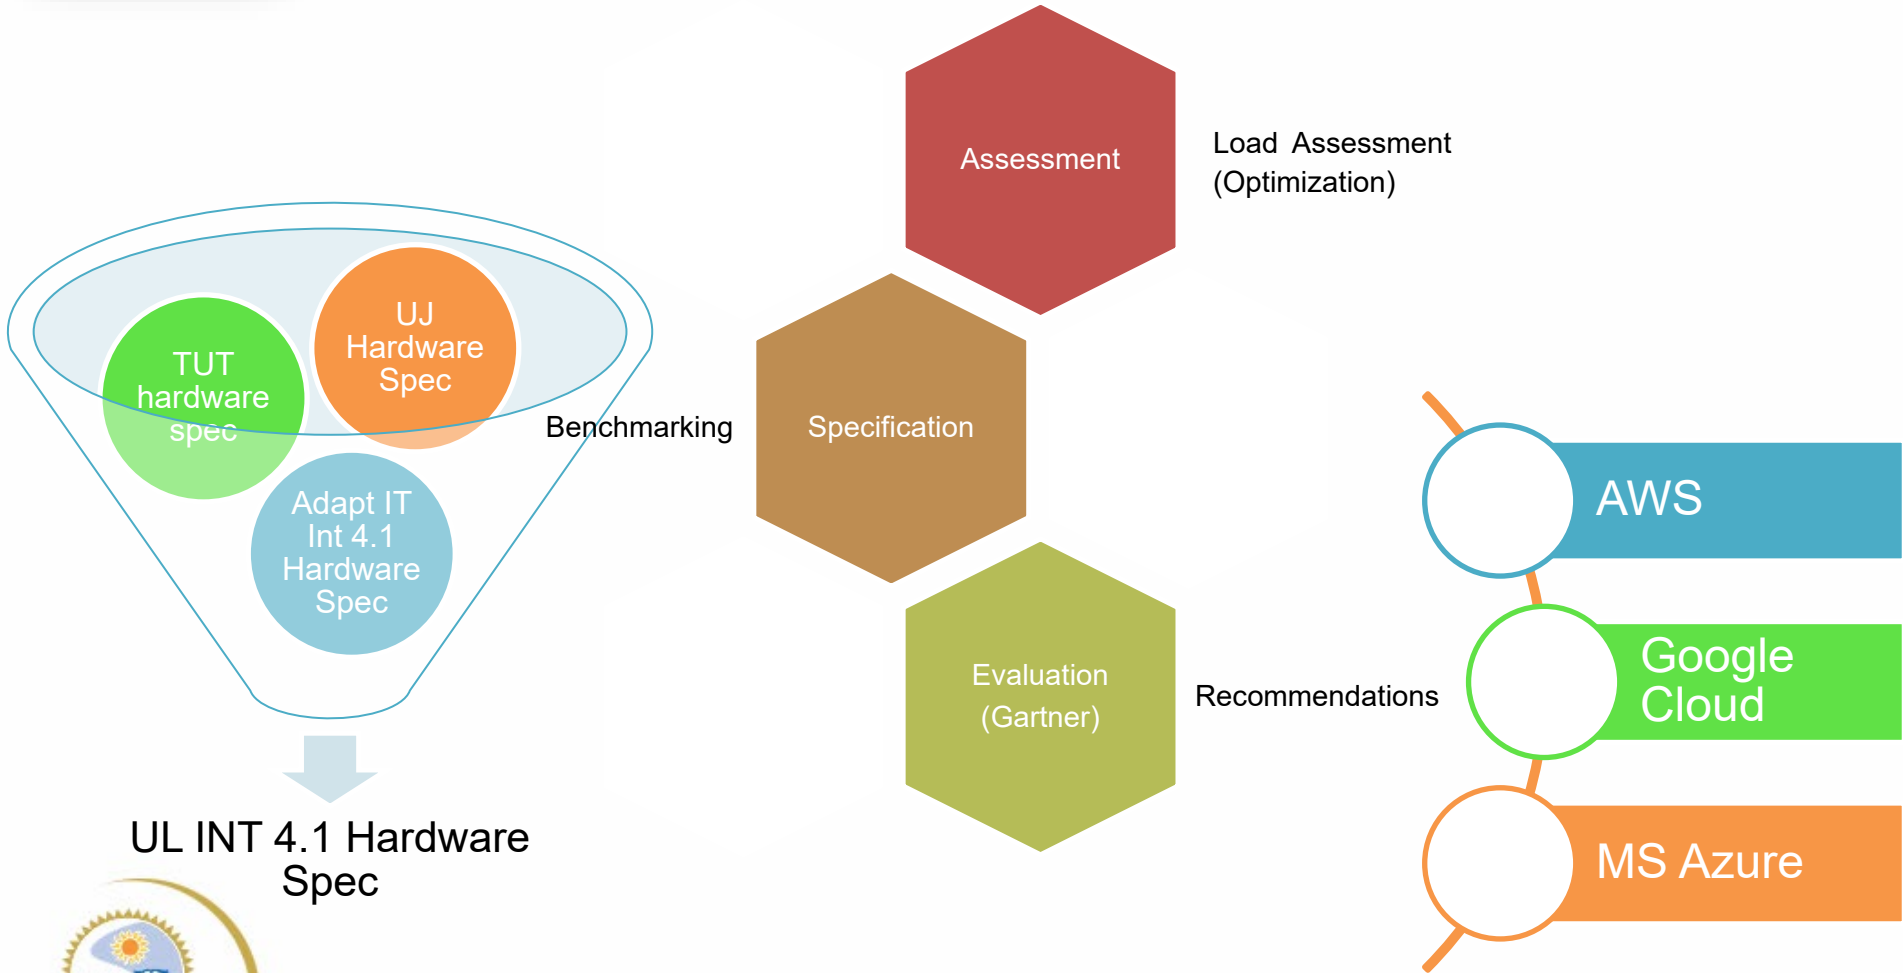 Assessment
Load Assessment
(Optimization)
TUT
hardware
spec
UJ
Hardware
Spec
Adapt IT
Int 4.1
Hardware
Spec
Benchmarking
Specification
Evaluation
(Gartner)
Recommendations
AWS
Google
Cloud
MS Azure
UL INT 4.1 Hardware
Spec